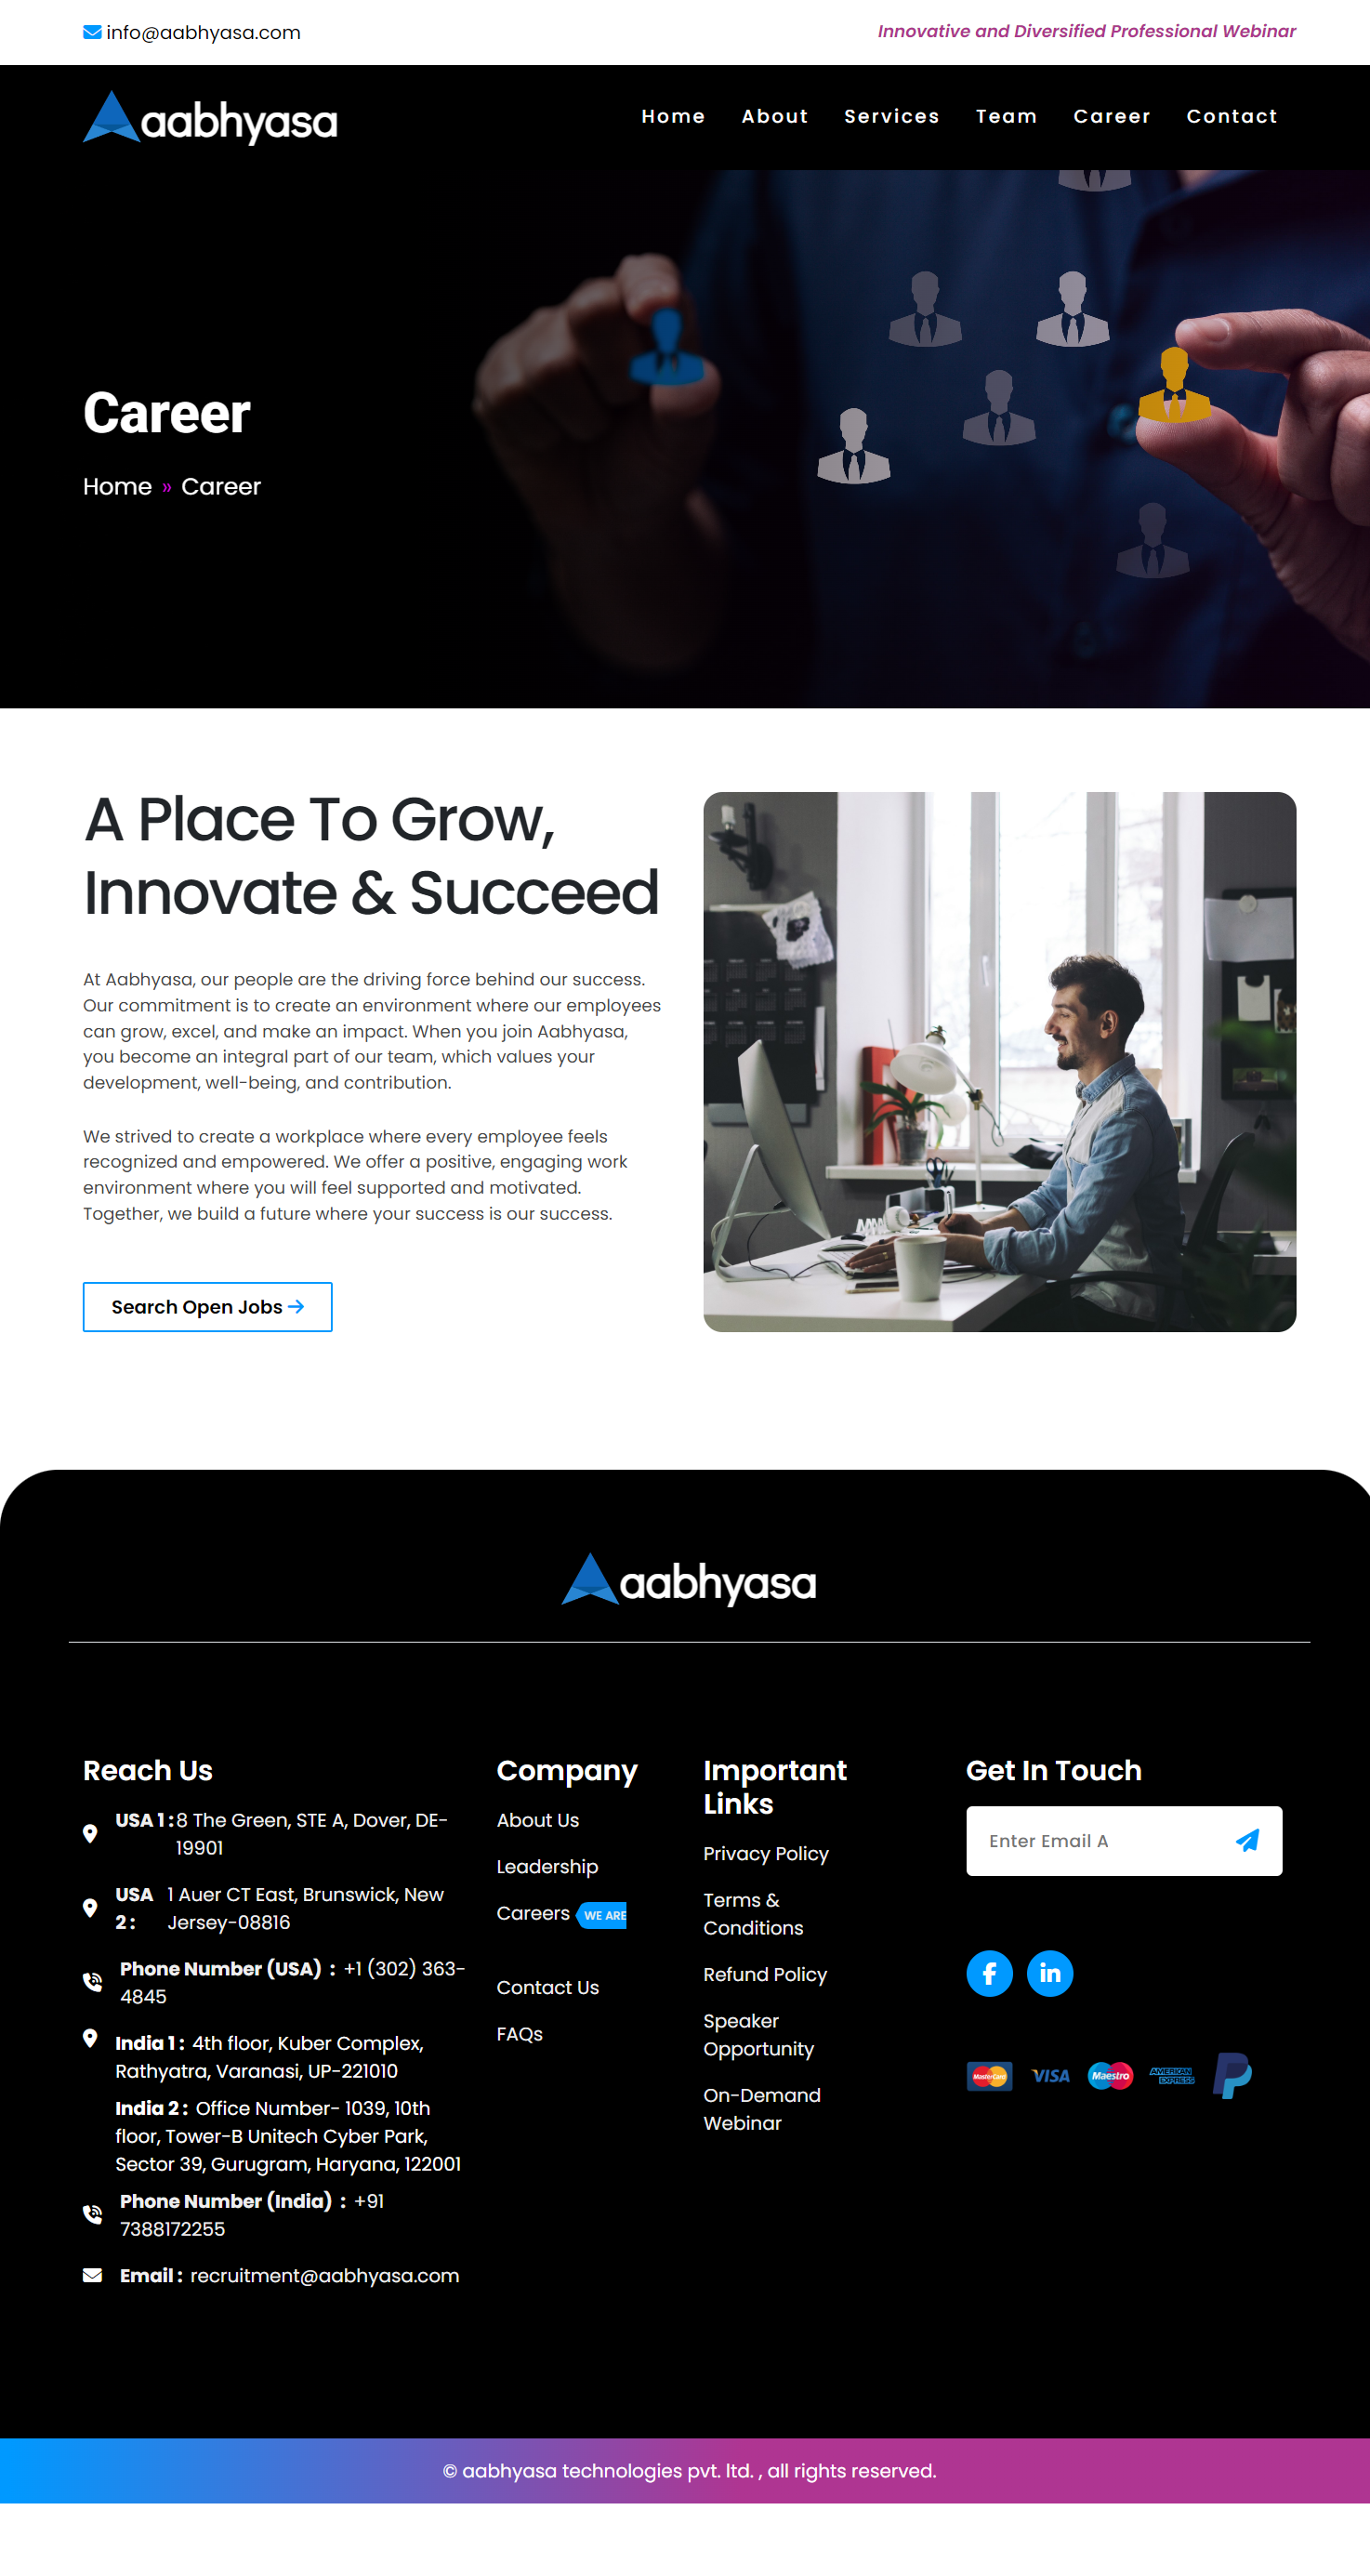 info@aabhyasa.com
Innovative and Diversified Professional Webinar
aabhyasa
Home About Services Team Career Contact
Career
Home » Career
A Place To Grow,
Innovate & Succeed
At Aabhyasa, our people are the driving force behind our success.
Our commitment is to create an environment where our employees
can grow, excel, and make an impact. When you join Aabhyasa,
you become an integral part of our team, which values your
development, well-being, and contribution.
We strived to create a workplace where every employee feels
recognized and empowered. We offer a positive, engaging work
environment where you will feel supported and motivated.
Together, we build a future where your success is our success.
Search Open Jobs
aabhyasa
Reach Us
USA 1 : 8 The Green, STE A, Dover, DE-
19901
USA 1 Auer CT East, Brunswick, New
2 : Jersey-08816
Phone Number (USA) : +1 (302) 363-
4845
India 1 : 4th floor, Kuber Complex,
Rathyatra, Varanasi, UP-221010
India 2 : Office Number- 1039, 10th
floor, Tower-B Unitech Cyber Park,
Sector 39, Gurugram, Haryana, 122001
Phone Number (India) : +91
7388172255
Email : recruitment@aabhyasa.com
Company
About Us
Leadership
Careers WE ARE
Contact Us
FAQs
Important
Links
Privacy Policy
Terms &
Conditions
Refund Policy
Speaker
Opportunity
On-Demand
Webinar
Get In Touch
Enter Email A
MasterCard VISA Maestro AMERICAN
EXPRESS
© aabhyasa technologies pvt. ltd. , all rights reserved.